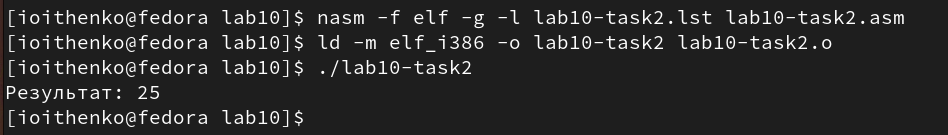 [ioithenko@fedora lab10]$ nasm -f elf -g -l lab10-task2.lst lab10-task2.asm
[ioithenko@fedora lab10]$ ld -m elf_i386 -o lab10-task2 lab10-task2.o
[ioithenko@fedora lab10]$ ./lab10-task2
Результат: 25
[ioithenko@fedora lab10]$